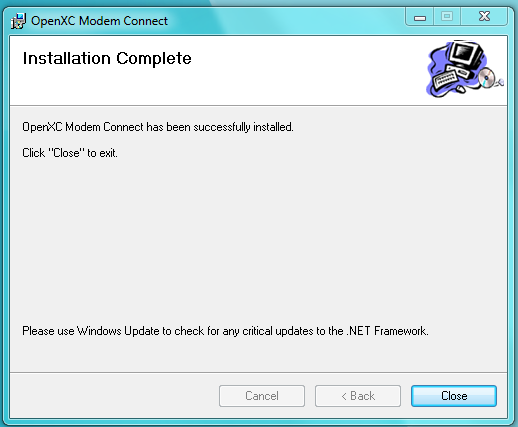 OpenXC Modem Connect
Installation Complete
OpenXC Modem Connect has been successfully installed.
Click "Close" to exit.
Please use Windows Update to check for any critical updates to the .NET Framework.
Cancel
< Back
Close